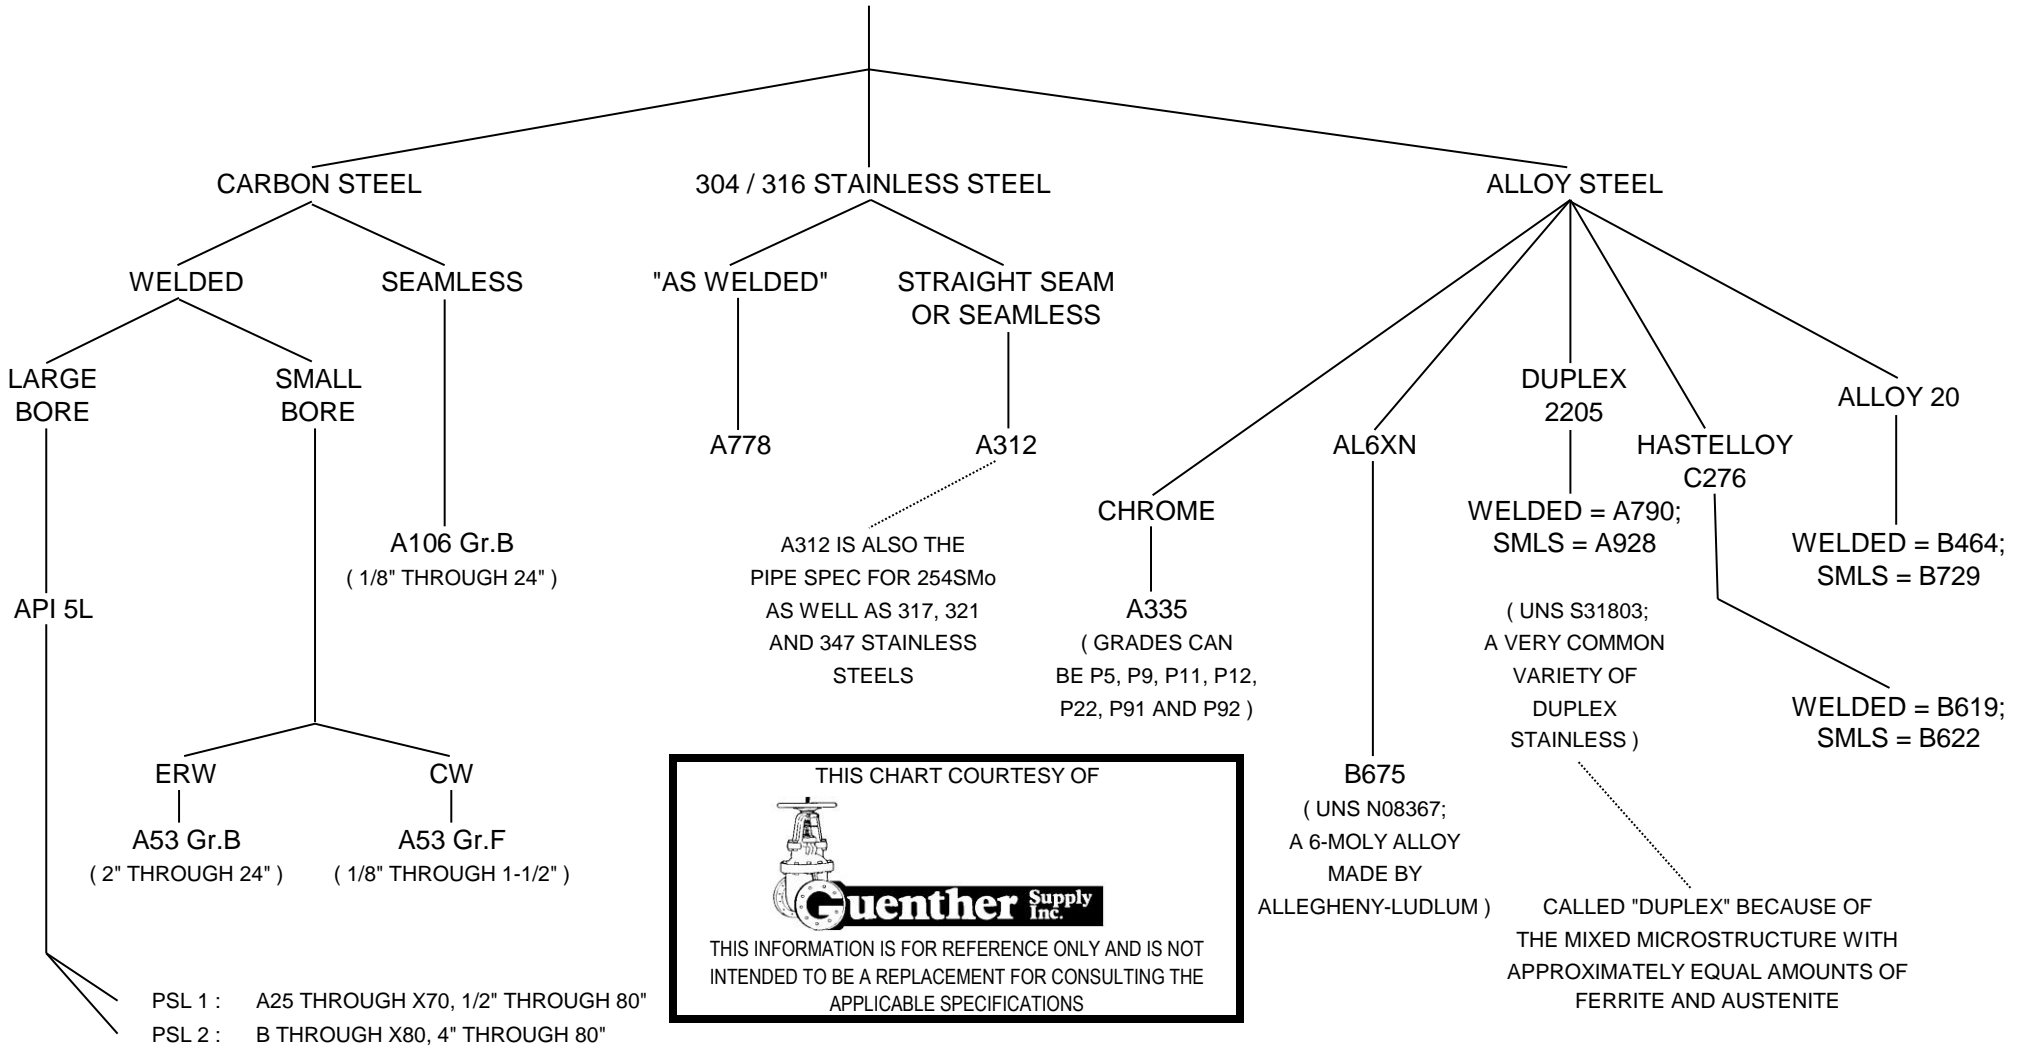 CARBON STEEL
304 / 316 STAINLESS STEEL
ALLOY STEEL
WELDED
SEAMLESS
"AS WELDED"
STRAIGHT SEAM
OR SEAMLESS
LARGE
BORE
SMALL
BORE
DUPLEX
2205
ALLOY 20
A778
A312
AL6XN
HASTELLOY
C276
CHROME
WELDED = A790;
SMLS = A928
A106 Gr.B
( 1/8" THROUGH 24" )
A312 IS ALSO THE
PIPE SPEC FOR 254SMo
AS WELL AS 317, 321
AND 347 STAINLESS
STEELS
WELDED = B464;
SMLS = B729
API 5L
A335
( GRADES CAN
BE P5, P9, P11, P12,
P22, P91 AND P92 )
( UNS S31803;
A VERY COMMON
VARIETY OF
DUPLEX
STAINLESS )
WELDED = B619;
SMLS = B622
ERW
CW
A53 Gr.B
( 2" THROUGH 24" )
A53 Gr.F
( 1/8" THROUGH 1-1/2" )
THIS CHART COURTESY OF
Guenther Supply
Inc.
THIS INFORMATION IS FOR REFERENCE ONLY AND IS NOT
INTENDED TO BE A REPLACEMENT FOR CONSULTING THE
APPLICABLE SPECIFICATIONS
B675
( UNS N08367;
A 6-MOLY ALLOY
MADE BY
ALLEGHENY-LUDLUM )
CALLED "DUPLEX" BECAUSE OF
THE MIXED MICROSTRUCTURE WITH
APPROXIMATELY EQUAL AMOUNTS OF
FERRITE AND AUSTENITE
PSL 1 : A25 THROUGH X70, 1/2" THROUGH 80"
PSL 2 : B THROUGH X80, 4" THROUGH 80"